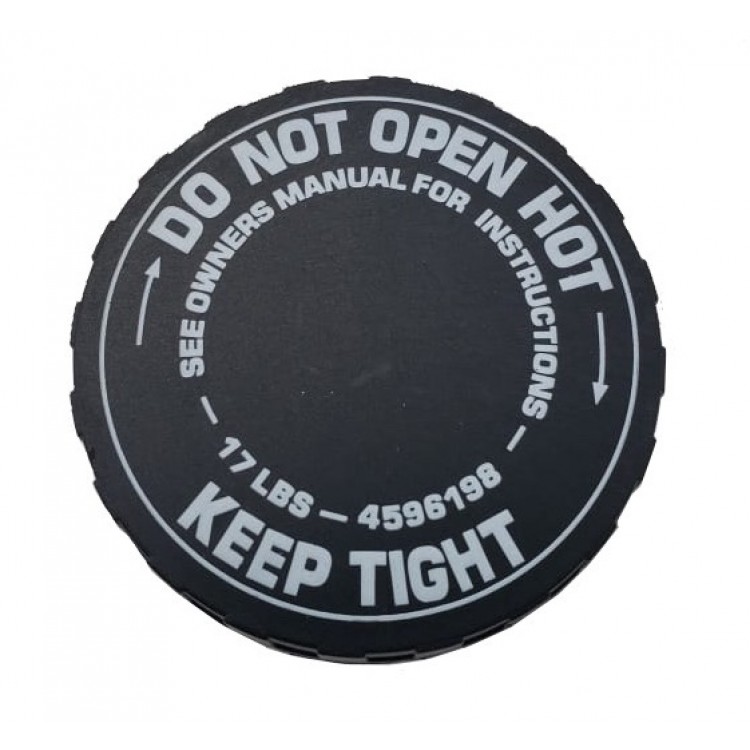 DO NOT OPEN HOT
SEE OWNERS MANUAL FOR INSTRUCTIONS
— 17 LBS — 4596198 —
KEEP TIGHT